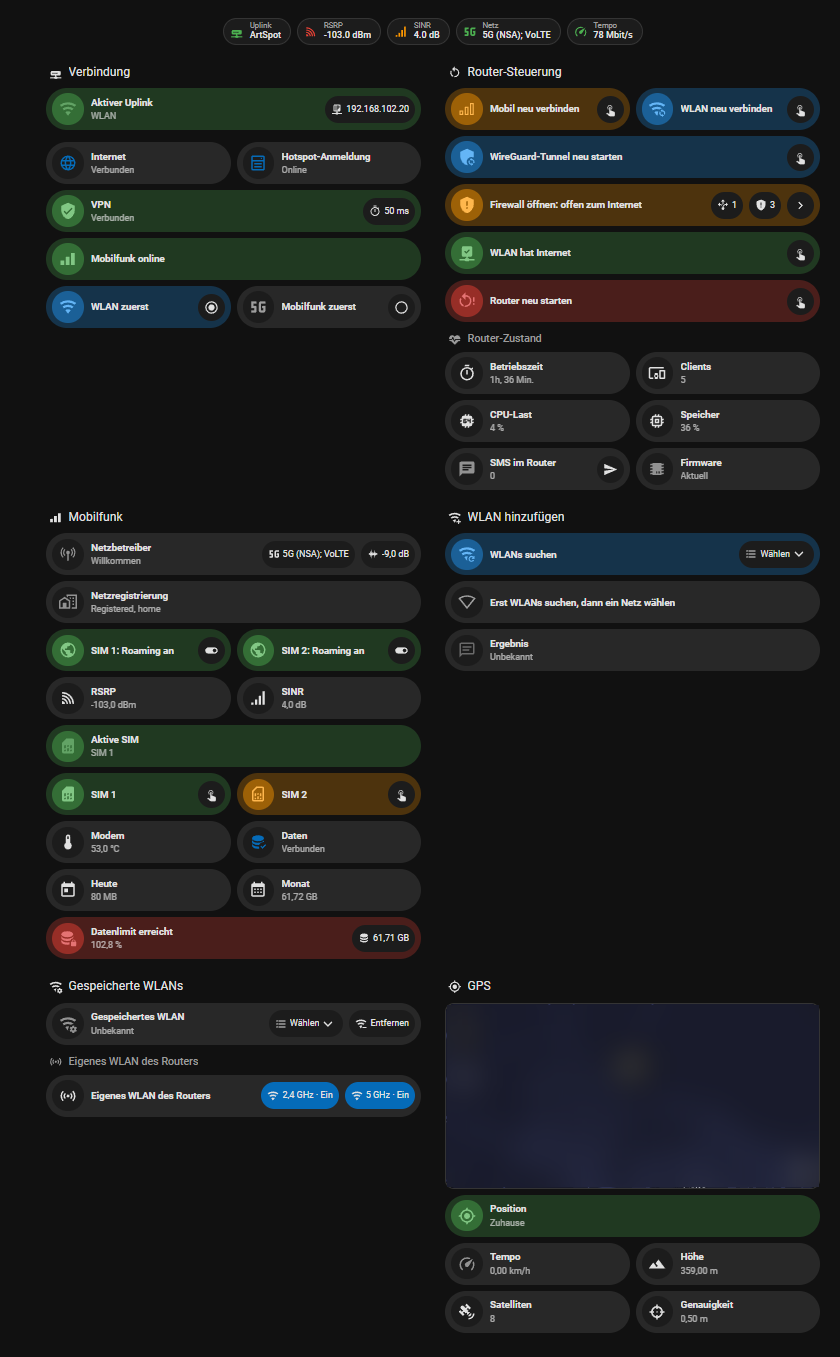 Uplink
ArtSpot
RSRP
-103.0 dBm
SINR
4.0 dB
Netz
5G (NSA); VoLTE
Tempo
78 Mbit/s
Verbindung
Aktiver Uplink
WLAN
192.168.102.20
Internet
Verbunden
Hotspot-Anmeldung
Online
VPN
Verbunden
50 ms
Mobilfunk online
WLAN zuerst
5G
Mobilfunk zuerst
Router-Steuerung
Mobil neu verbinden
WLAN neu verbinden
WireGuard-Tunnel neu starten
Firewall öffnen: offen zum Internet
1
3
WLAN hat Internet
Router neu starten
Router-Zustand
Betriebszeit
1h, 36 Min.
Clients
5
CPU-Last
4 %
Speicher
36 %
SMS im Router
0
Firmware
Aktuell
Mobilfunk
Netzbetreiber
Willkommen
5G 5G (NSA); VoLTE
-9,0 dB
Netzregistrierung
Registered, home
SIM 1: Roaming an
SIM 2: Roaming an
RSRP
-103,0 dBm
SINR
4,0 dB
Aktive SIM
SIM 1
SIM 1
SIM 2
Modem
53,0 °C
Daten
Verbunden
Heute
80 MB
Monat
61,72 GB
Datenlimit erreicht
102,8 %
61,71 GB
WLAN hinzufügen
WLANs suchen
Wählen
Erst WLANs suchen, dann ein Netz wählen
Ergebnis
Unbekannt
Gespeicherte WLANs
Gespeichertes WLAN
Unbekannt
Wählen
Entfernen
Eigenes WLAN des Routers
Eigenes WLAN des Routers
2,4 GHz · Ein
5 GHz · Ein
GPS
Position
Zuhause
Tempo
0,00 km/h
Höhe
359,00 m
Satelliten
8
Genauigkeit
0,50 m